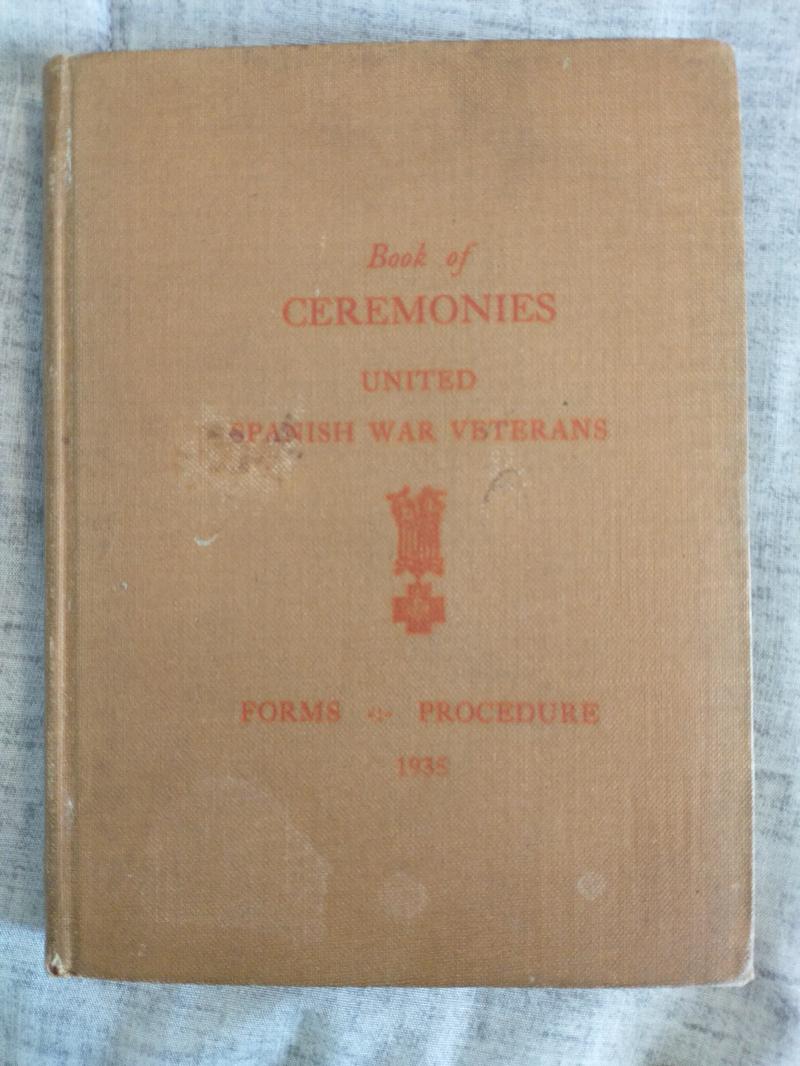 Book of
CEREMONIES
UNITED
SPANISH WAR VETERANS
FORMS PROCEDURE
1935